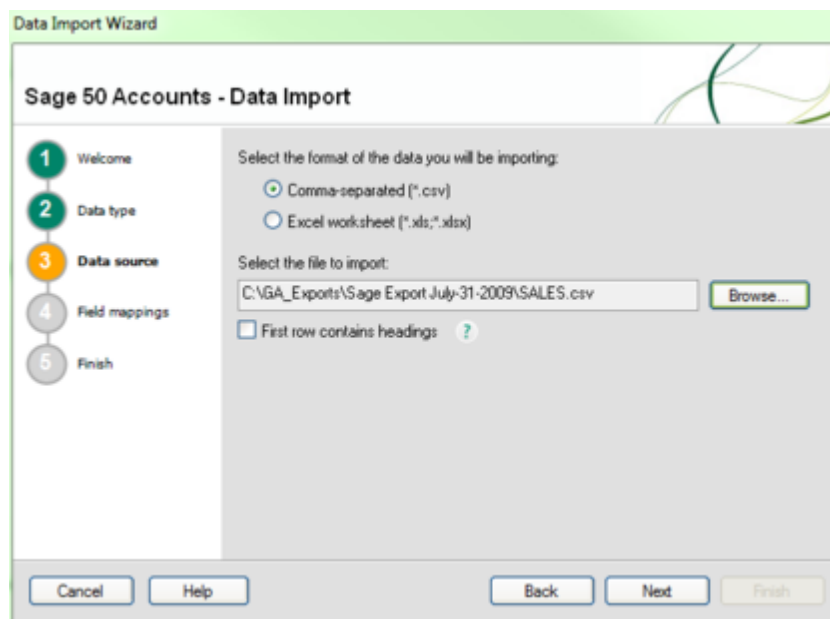 Data Import Wizard
Sage 50 Accounts - Data Import
1 Welcome
2 Data type
3 Data source
4 Field mappings
5 Finish
Select the format of the data you will be importing:
Comma-separated (*.csv)
Excel worksheet (*.xls;*.xlsx)
Select the file to import:
C:\GA_Exports\Sage Export July-31-2009\SALES.csv Browse...
First row contains headings ?
Cancel Help Back Next Finish